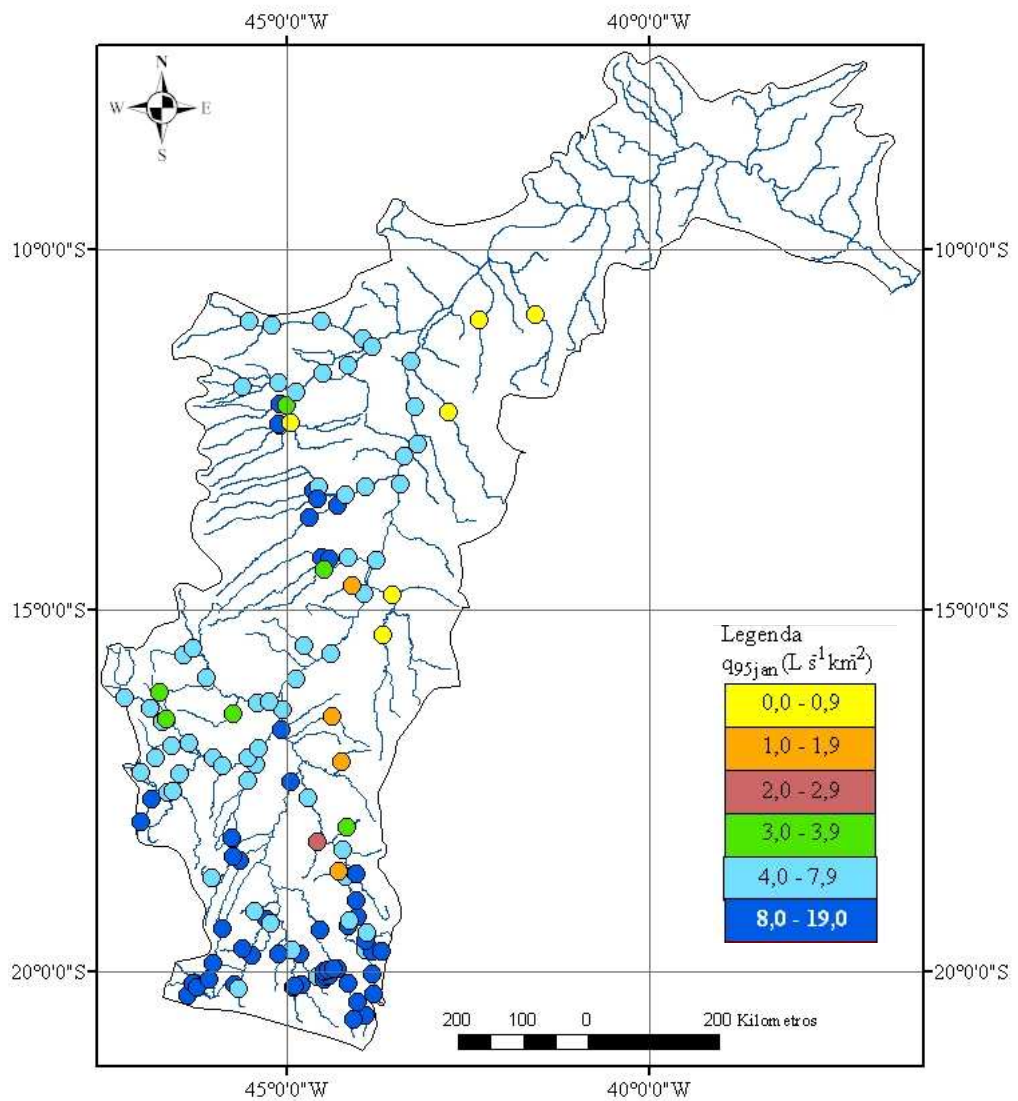 45°0'0"W 40°0'0"W
N
W E
S
10°0'0"S 10°0'0"S
15°0'0"S 15°0'0"S
Legenda
q95jan (L s⁻¹km⁻²)
0,0 - 0,9
1,0 - 1,9
2,0 - 2,9
3,0 - 3,9
4,0 - 7,9
8,0 - 19,0
20°0'0"S 20°0'0"S
200 100 0 200 Kilometros
45°0'0"W 40°0'0"W